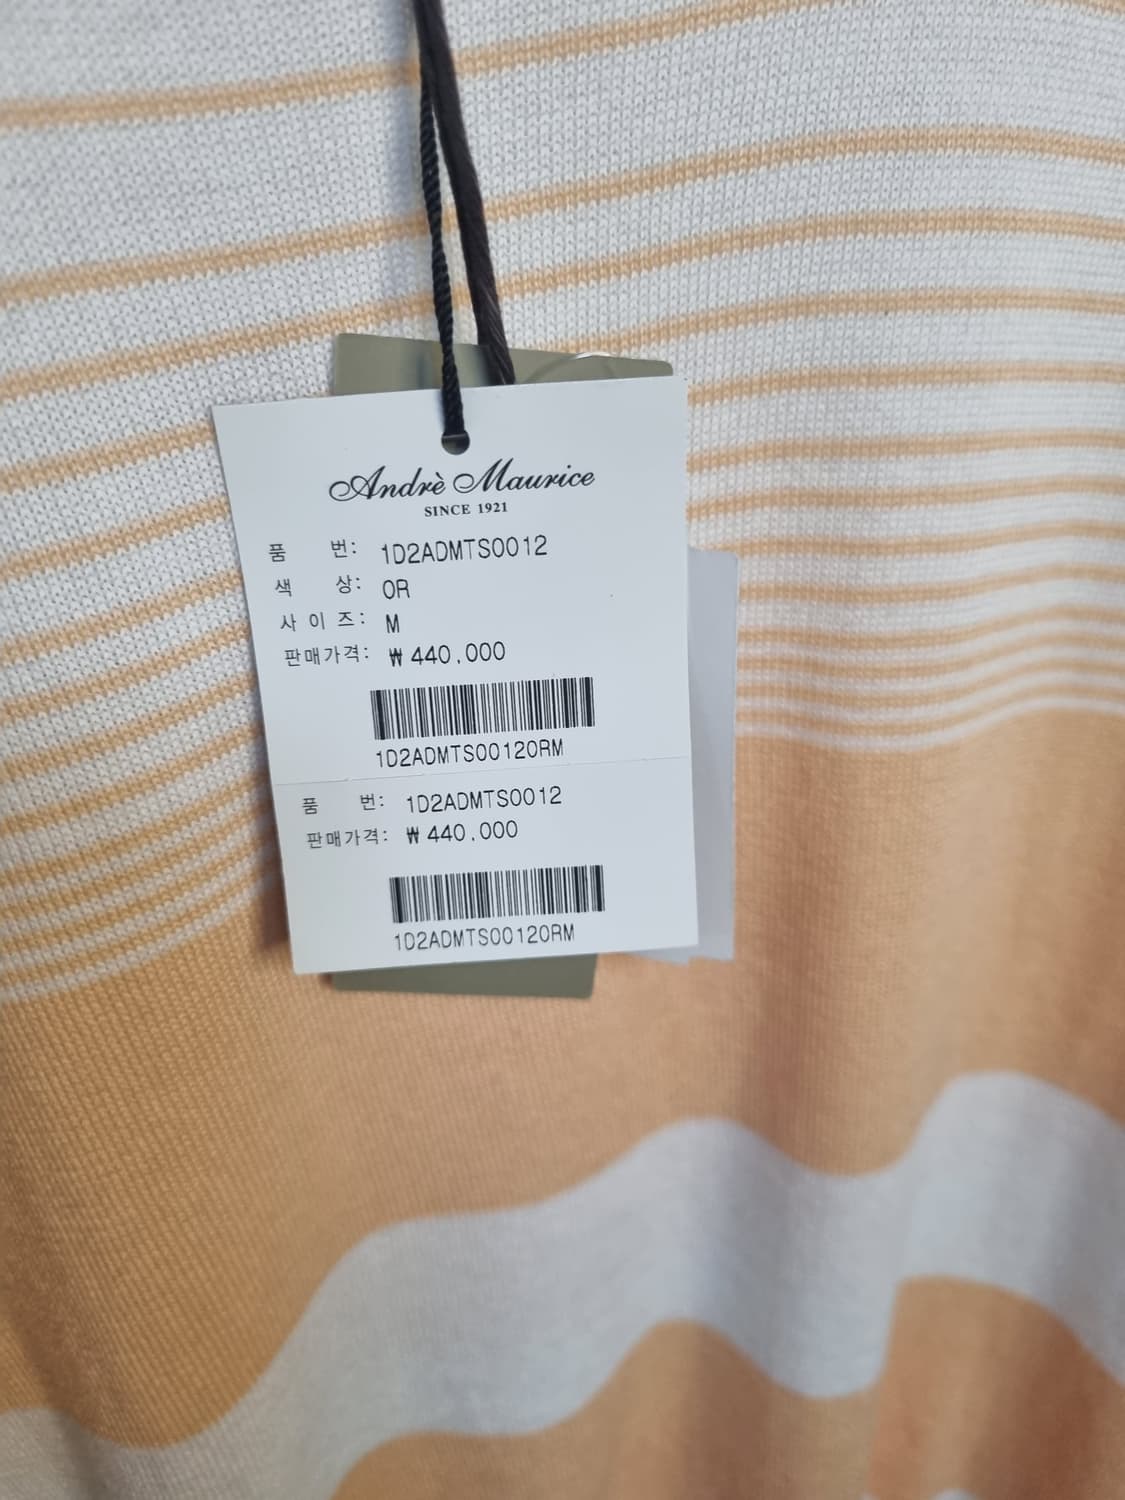 Andrè Maurice
SINCE 1921
품 번: 1D2ADMTS0012
색 상: OR
사 이 즈: M
판매가격: ₩ 440,000
1D2ADMTS0012ORM
품 번: 1D2ADMTS0012
판매가격: ₩ 440,000
1D2ADMTS0012ORM